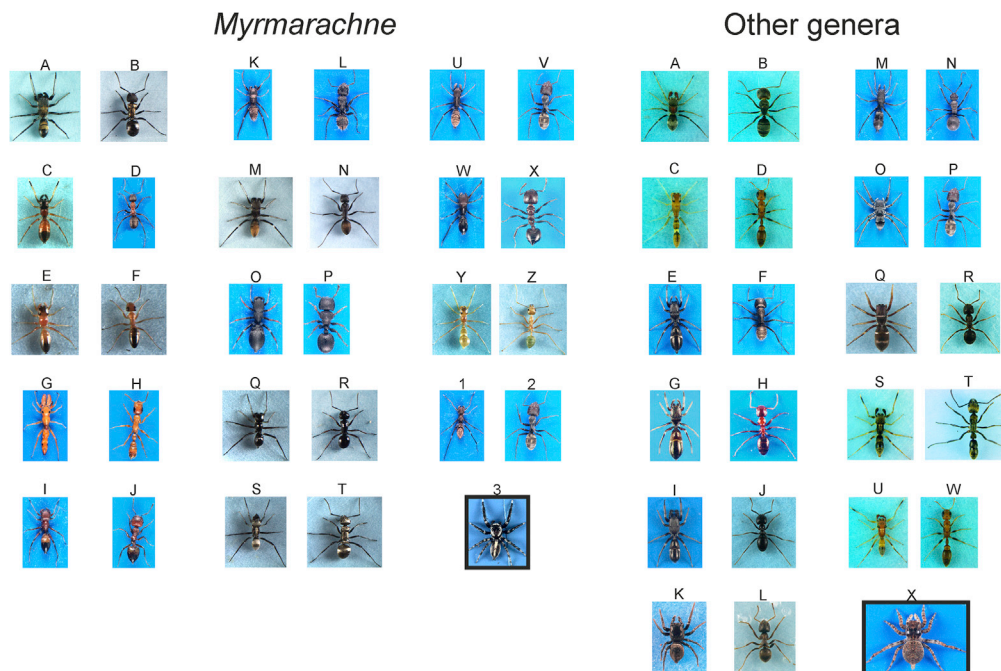 Myrmarachne
Other genera
A B K L U V
C D M N W X
E F O P Y Z
G H Q R 1 2
I J S T 3
A B M N
C D O P
E F Q R
G H S T
I J U W
K L X